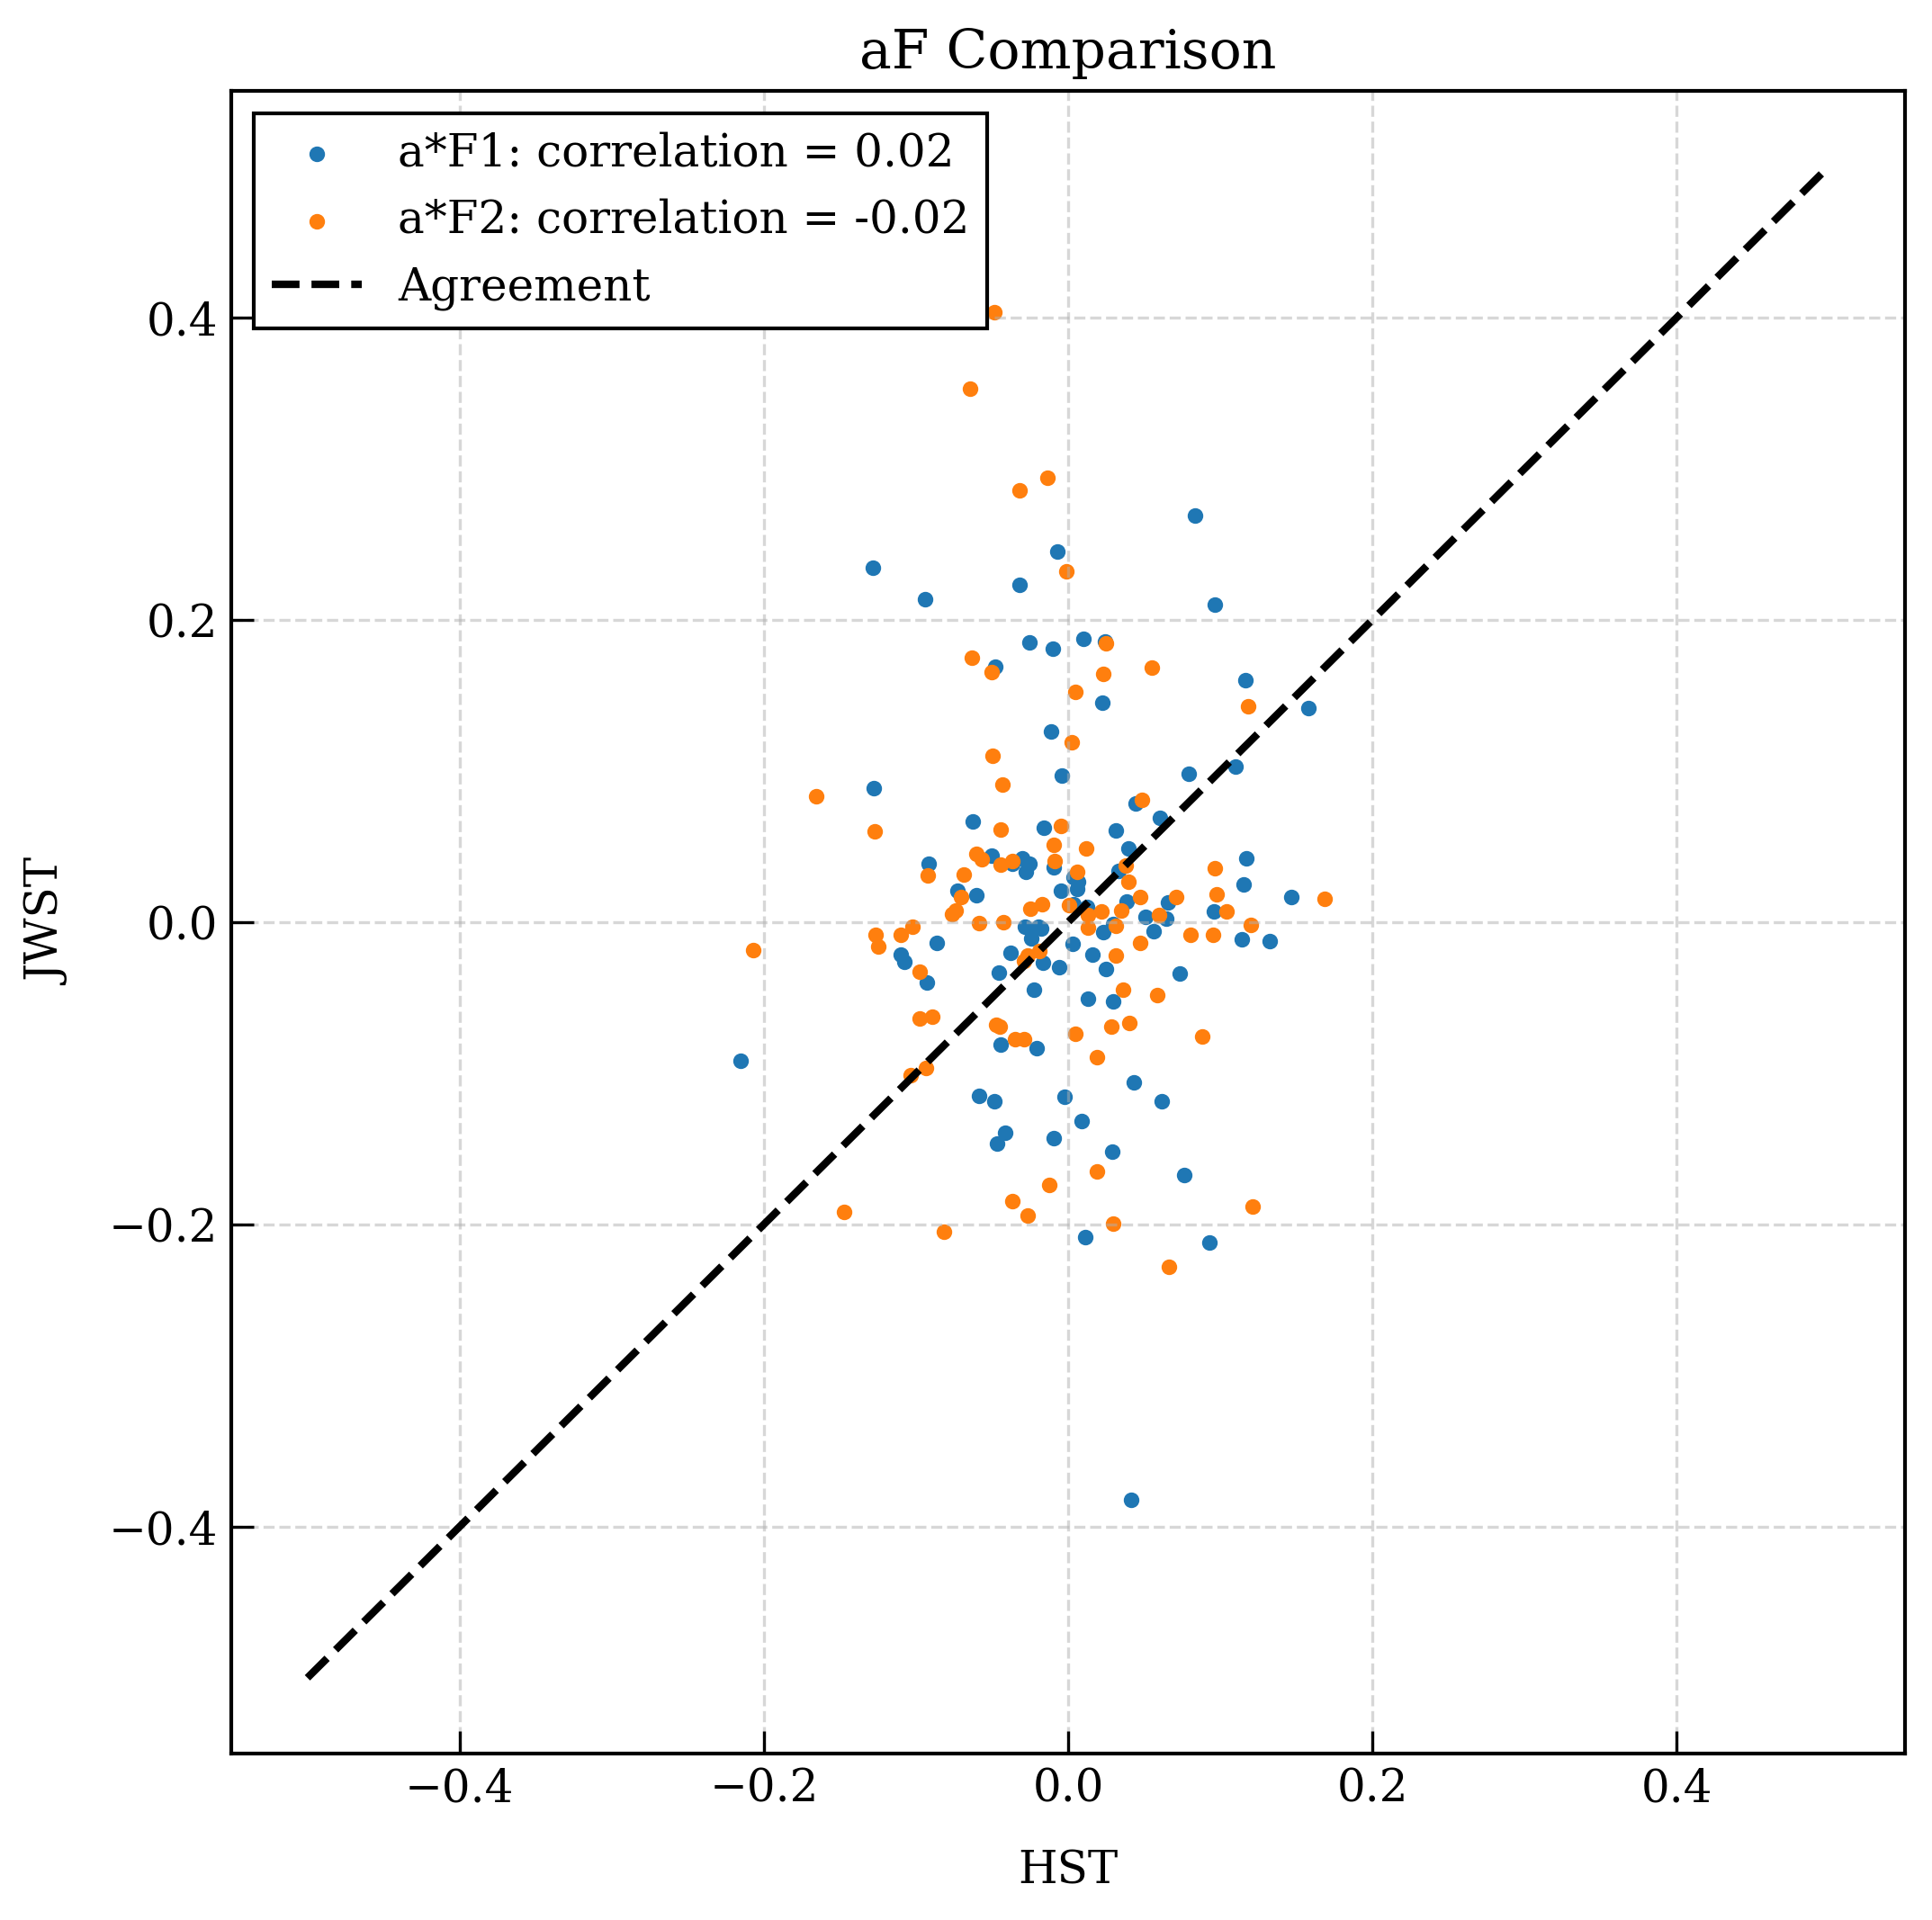 aF Comparison
a*F1: correlation = 0.02
a*F2: correlation = -0.02
Agreement
JWST
0.4
0.2
0.0
−0.2
−0.4
−0.4 −0.2 0.0 0.2 0.4
HST